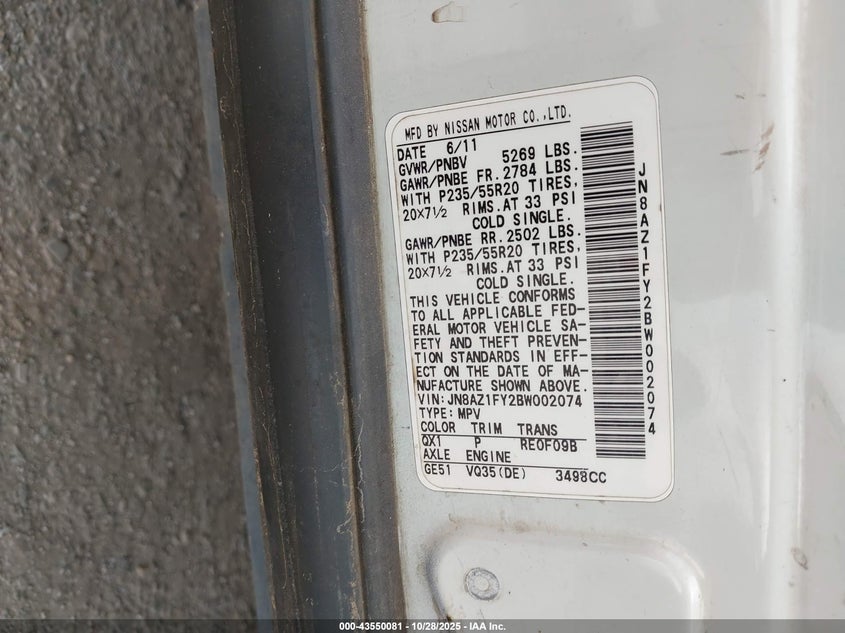 MFD BY NISSAN MOTOR CO.,LTD.
DATE 6/11
GVWR/PNBV 5269 LBS.
GAWR/PNBE FR. 2784 LBS.
WITH P235/55R20 TIRES,
20×7½ RIMS. AT 33 PSI
COLD SINGLE.
GAWR/PNBE RR. 2502 LBS.
WITH P235/55R20 TIRES,
20×7½ RIMS. AT 33 PSI
COLD SINGLE.
THIS VEHICLE CONFORMS
TO ALL APPLICABLE FED-
ERAL MOTOR VEHICLE SA-
FETY AND THEFT PREVEN-
TION STANDARDS IN EFF-
ECT ON THE DATE OF MA-
NUFACTURE SHOWN ABOVE.
VIN: JN8AZ1FY2BW002074
TYPE: MPV
COLOR TRIM TRANS
QX1 P RE0F09B
AXLE ENGINE
GE51 VQ35(DE) 3498CC
JN8AZ1FY2BW002074
000-43550081 - 10/28/2025 - IAA Inc.